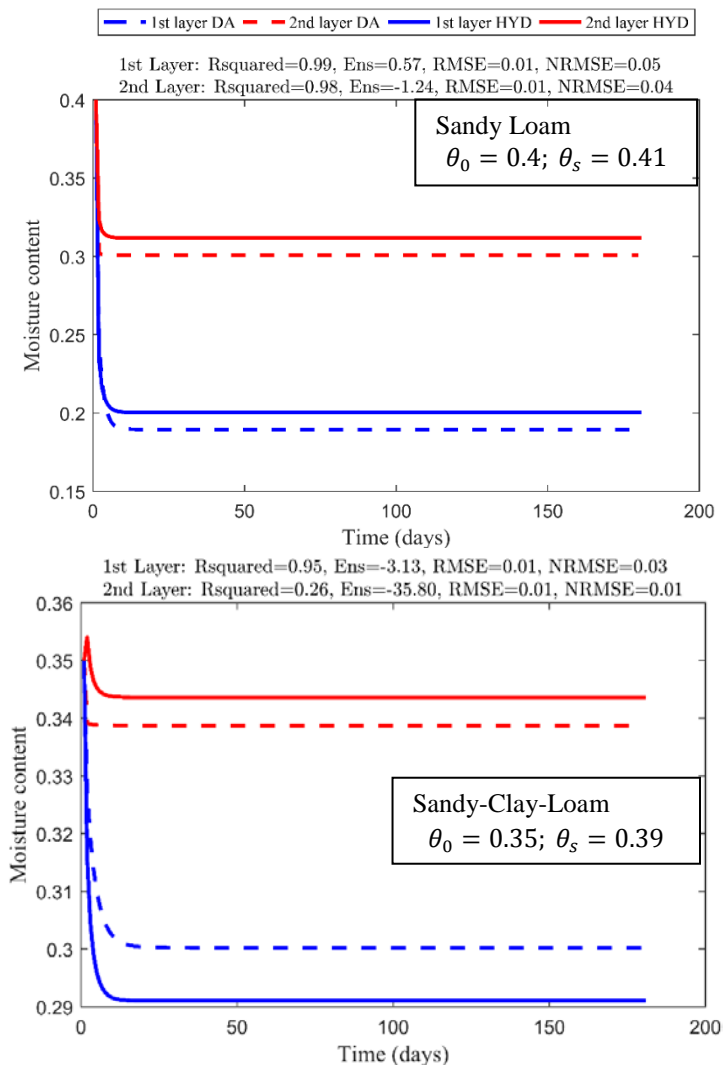 1st layer DA 2nd layer DA 1st layer HYD 2nd layer HYD
1st Layer: Rsquared=0.99, Ens=0.57, RMSE=0.01, NRMSE=0.05
2nd Layer: Rsquared=0.98, Ens=-1.24, RMSE=0.01, NRMSE=0.04
Sandy Loam
θ₀ = 0.4; θₛ = 0.41
0.4
0.35
0.3
0.25
0.2
0.15
Moisture content
0 50 100 150 200
Time (days)
1st Layer: Rsquared=0.95, Ens=-3.13, RMSE=0.01, NRMSE=0.03
2nd Layer: Rsquared=0.26, Ens=-35.80, RMSE=0.01, NRMSE=0.01
0.36
0.35
0.34
0.33
0.32
0.31
0.3
0.29
Moisture content
Sandy-Clay-Loam
θ₀ = 0.35; θₛ = 0.39
0 50 100 150 200
Time (days)